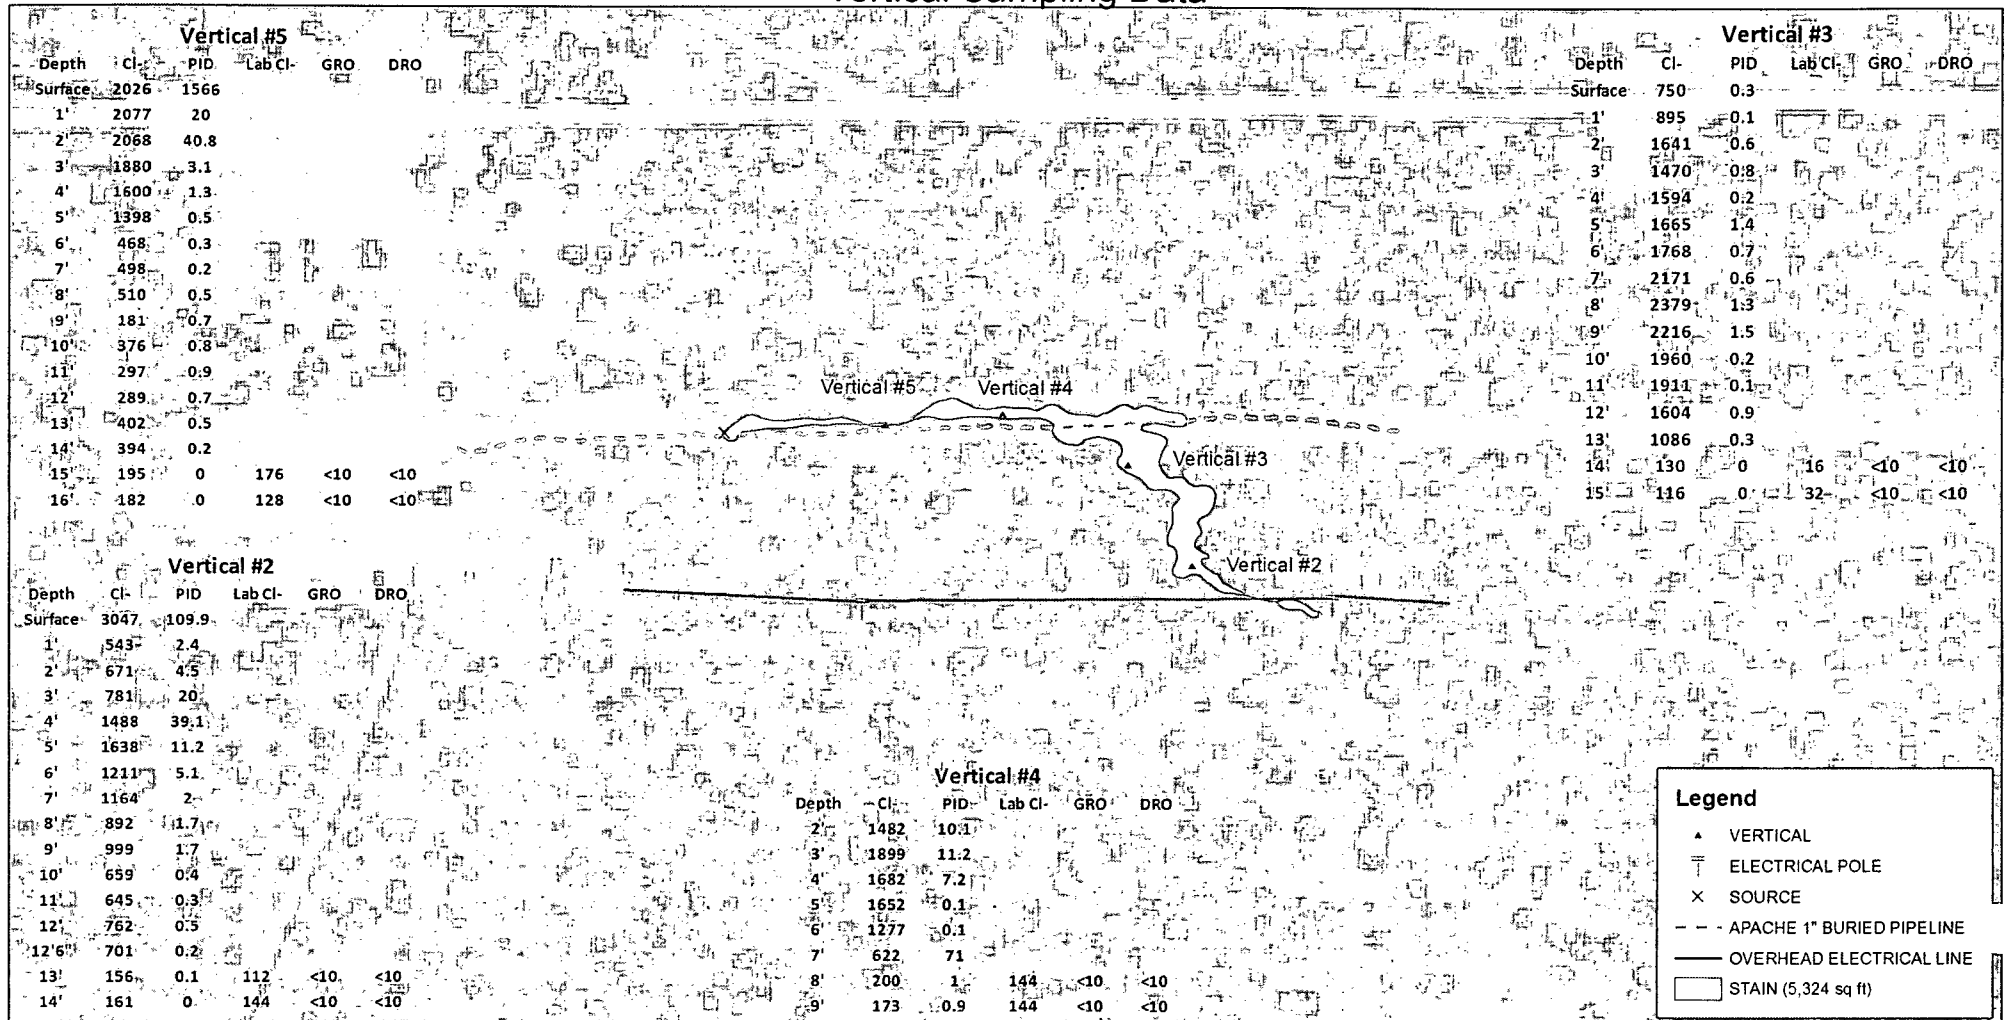 Vertical Sampling Data
Vertical #5
Depth Cl- PID Lab Cl- GRO DRO
Surface 2026 1566
1' 2077 20
2' 2068 40.8
3' 1880 3.1
4' 1600 1.3
5' 1398 0.5
6' 468 0.3
7' 498 0.2
8' 510 0.5
9' 181 0.7
10' 376 0.8
11' 297 0.9
12' 289 0.7
13' 402 0.5
14' 394 0.2
15' 195 0 176 <10 <10
16' 182 0 128 <10 <10
Vertical #3
Depth Cl- PID Lab Cl- GRO DRO
Surface 750 0.3
1' 895 0.1
2' 1641 0.6
3' 1470 0.8
4' 1594 0.2
5' 1665 1.4
6' 1768 0.7
7' 2171 0.6
8' 2379 1.3
9' 2216 1.5
10' 1960 0.2
11' 1911 0.1
12' 1604 0.9
13' 1086 0.3
14' 130 0 16 <10 <10
15' 116 0 32 <10 <10
Vertical #5 Vertical #4
Vertical #3
Vertical #2
Vertical #2
Depth Cl- PID Lab Cl- GRO DRO
Surface 3047 109.9
1' 543 2.4
2' 671 4.5
3' 781 20
4' 1488 39.1
5' 1638 11.2
6' 1211 5.1
7' 1164 2
8' 892 1.7
9' 999 1.7
10' 659 0.4
11' 645 0.3
12' 762 0.5
12'6" 701 0.2
13' 156 0.1 112 <10 <10
14' 161 0 144 <10 <10
Vertical #4
Depth Cl- PID Lab Cl- GRO DRO
2' 1482 10.1
3' 1899 11.2
4' 1682 7.2
5' 1652 0.1
6' 1277 0.1
7' 622 71
8' 200 1 144 <10 <10
9' 173 0.9 144 <10 <10
Legend
VERTICAL
ELECTRICAL POLE
SOURCE
APACHE 1" BURIED PIPELINE
OVERHEAD ELECTRICAL LINE
STAIN (5,324 sq ft)